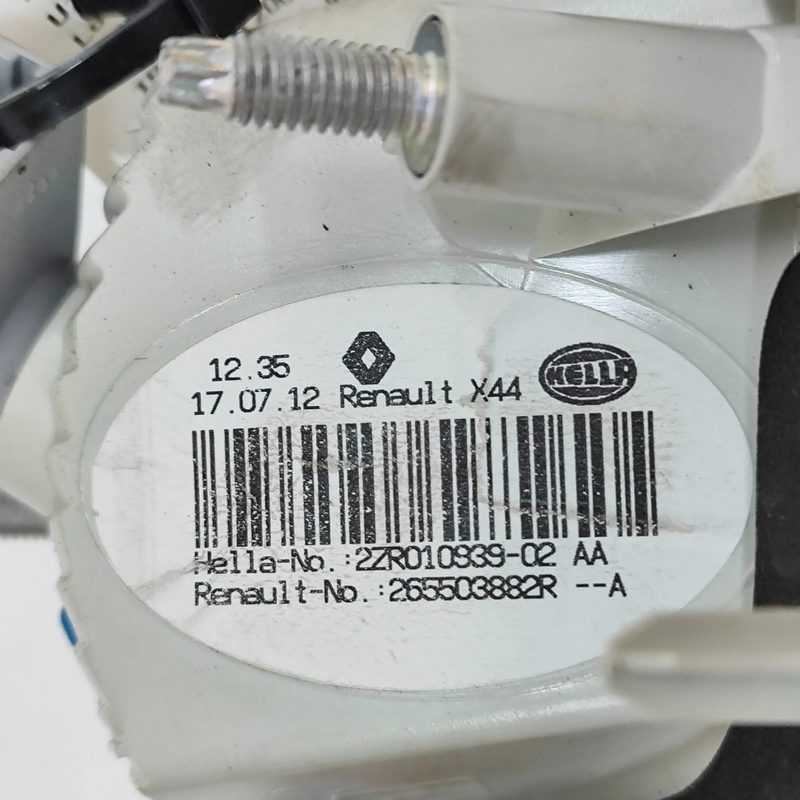 12.35
17.07.12 Renault X44
HELLA
Hella-No.:2ZR010939-02 AA
Renault-No.:265503882R --A